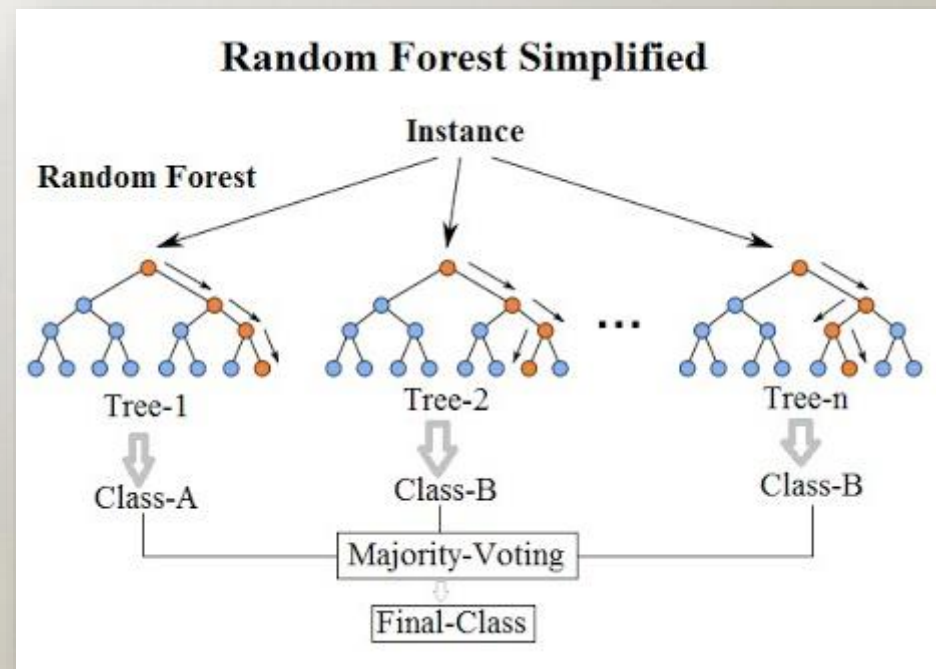 Random Forest Simplified
Instance
Random Forest
...
Tree-1
Tree-2
Tree-n
Class-A
Class-B
Class-B
Majority-Voting
Final-Class